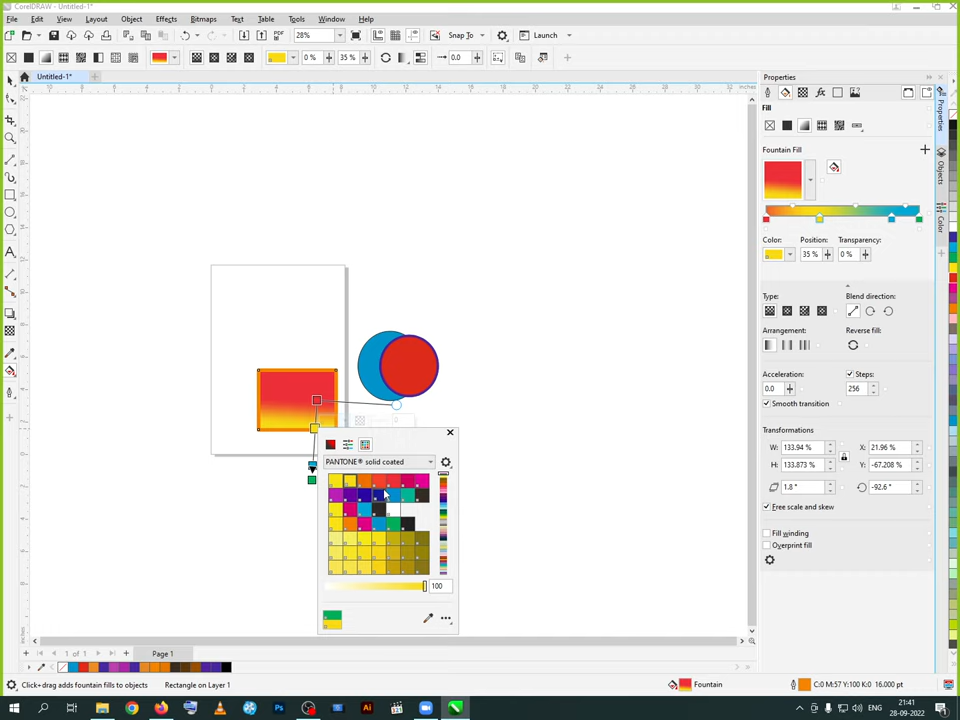 CorelDRAW - Untitled-1*
File Edit View Layout Object Effects Bitmaps Text Table Tools Window Help
PDF 28% Snap To Launch
0 % 35 % 0.0
Untitled-1*
Properties
Fill
Fountain Fill
Color: Position: Transparency:
35 % 0 %
Type: Blend direction:
Arrangement: Reverse fill:
Acceleration: Steps:
0.0 256
Smooth transition
Transformations
W: 133.94 % X: 21.96 %
H: 133.873 % Y: -67.208 %
1.8 ° -92.6 °
Free scale and skew
Fill winding
Overprint fill
Properties
Objects
Color
inches
PANTONE® solid coated
100
1 of 1 Page 1
Click+drag adds fountain fills to objects Rectangle on Layer 1 Fountain C:0 M:57 Y:100 K:0 16.000 pt
ENG 21:41
28-09-2022